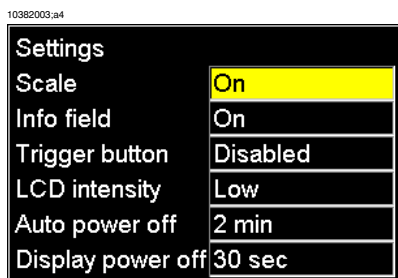 10382003;a4
Settings
Scale On
Info field On
Trigger button Disabled
LCD intensity Low
Auto power off 2 min
Display power off 30 sec